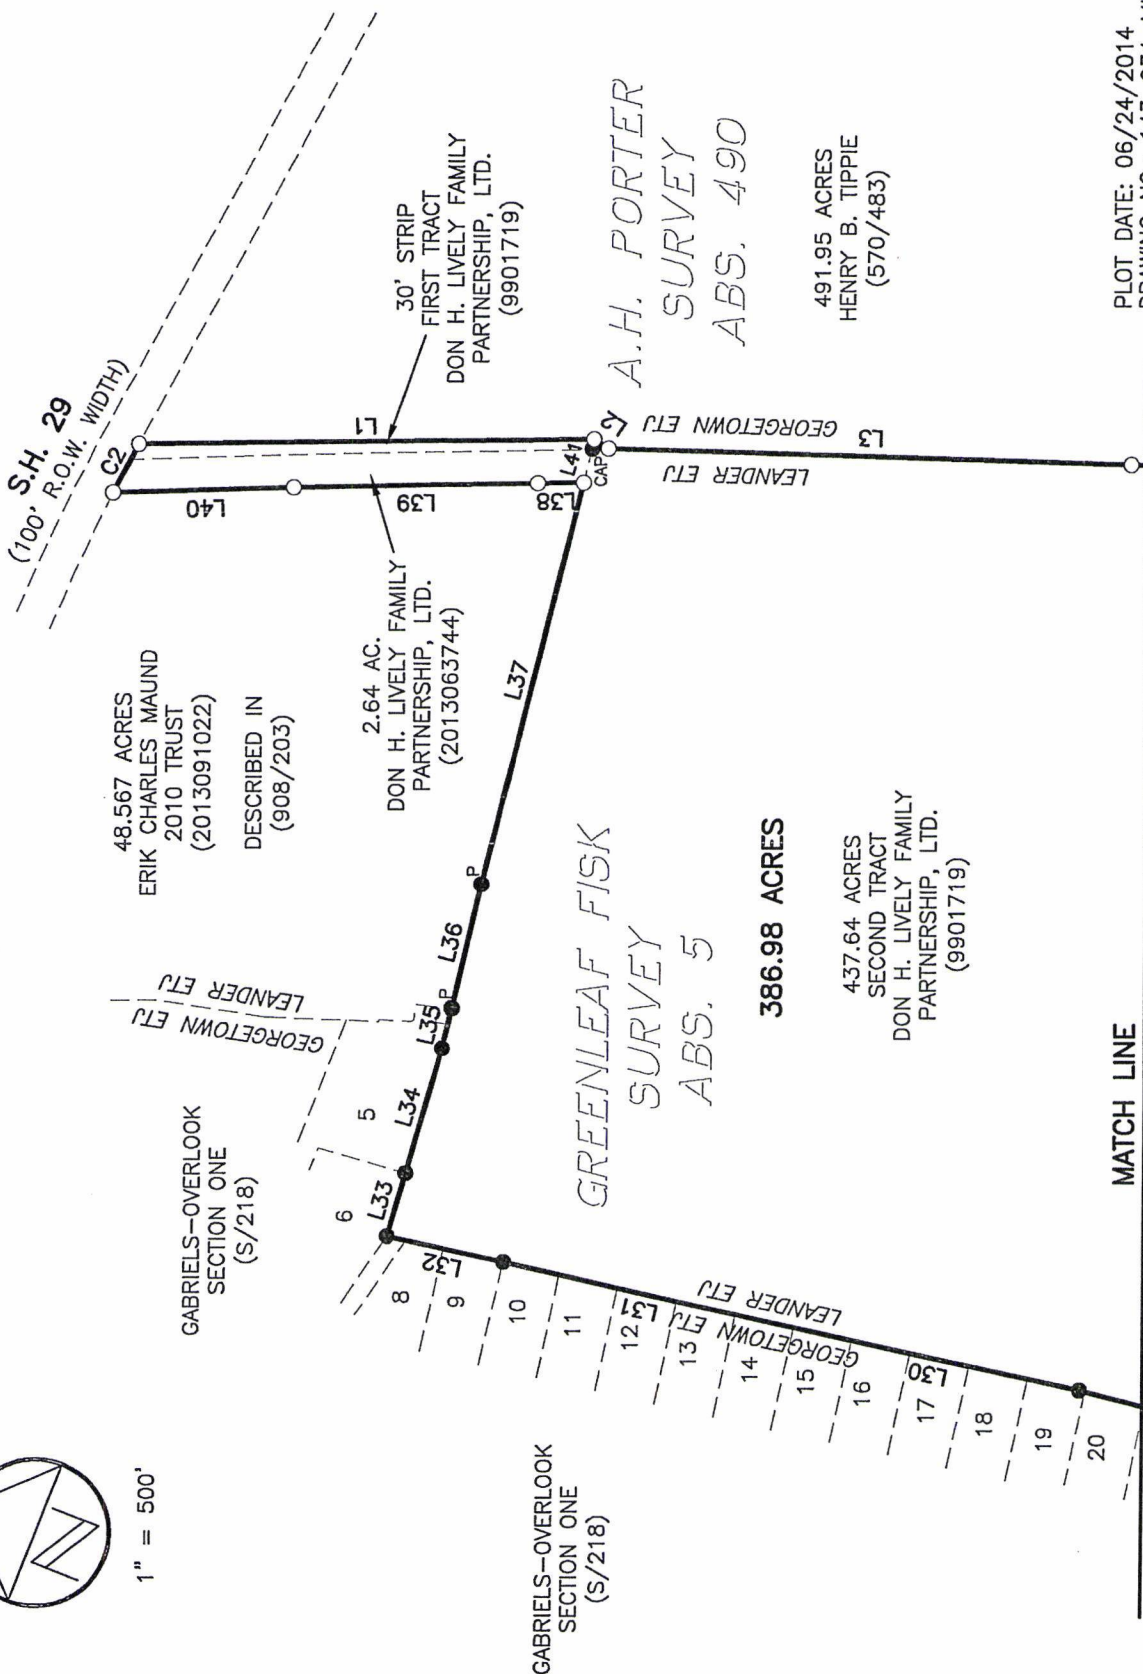 S.H. 29
(100' R.O.W. WIDTH)
C2
L40
L39
L38
L1
L41
CAP
L2
L3
GEORGETOWN ETJ
LEANDER ETJ
30' STRIP
FIRST TRACT
DON H. LIVELY FAMILY
PARTNERSHIP, LTD.
(9901719)
A.H. PORTER
SURVEY
ABS. 490
491.95 ACRES
HENRY B. TIPPIE
(570/483)
PLOT DATE: 06/24/2014
48.567 ACRES
ERIK CHARLES MAUND
2010 TRUST
(2013091022)
DESCRIBED IN
(908/203)
2.64 AC.
DON H. LIVELY FAMILY
PARTNERSHIP, LTD.
(2013063744)
L37
P
L36
P
L35
L34
L33
LEANDER ETJ
GEORGETOWN ETJ
5
6
GABRIELS-OVERLOOK
SECTION ONE
(S/218)
GREENLEAF FISK
SURVEY
ABS. 5
386.98 ACRES
437.64 ACRES
SECOND TRACT
DON H. LIVELY FAMILY
PARTNERSHIP, LTD.
(9901719)
MATCH LINE
L32
L31
L30
LEANDER ETJ
GEORGETOWN ETJ
8
9
10
11
12
13
14
15
16
17
18
19
20
GABRIELS-OVERLOOK
SECTION ONE
(S/218)
N
1" = 500'